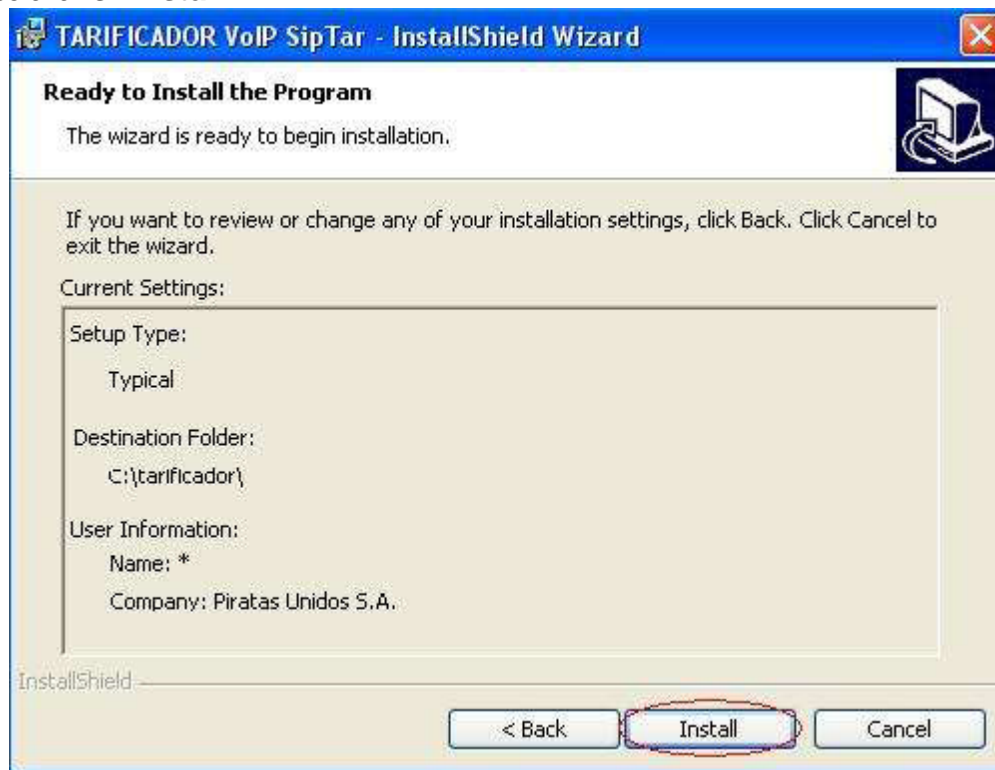 TARIFICADOR VoIP SipTar - InstallShield Wizard
Ready to Install the Program
The wizard is ready to begin installation.
If you want to review or change any of your installation settings, click Back. Click Cancel to
exit the wizard.
Current Settings:
Setup Type:
Typical
Destination Folder:
C:\tarificador\
User Information:
Name: *
Company: Piratas Unidos S.A.
InstallShield
< Back Install Cancel